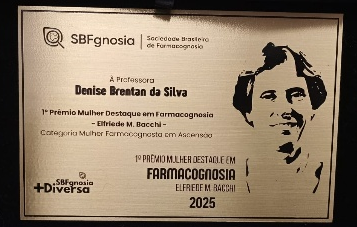 SBFgnosia
Sociedade Brasileira
de Farmacognosia
À Professora
Denise Brentan da Silva
1º Prêmio Mulher Destaque em Farmacognosia
- Elfriede M. Bacchi -
Categoria Mulher Farmacognosta em Ascensão
1º PRÊMIO MULHER DESTAQUE EM
FARMACOGNOSIA
ELFRIEDE M. BACCHI
2025
SBFgnosia
+Diversa